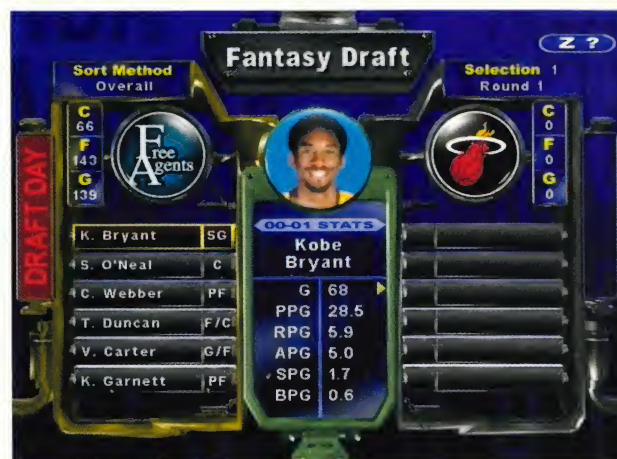 Fantasy Draft
Z ?
Sort Method
Overall
Selection 1
Round 1
C
66
F
143
G
139
Free
Agents
C
0
F
0
G
0
DRAFT DAY
K. Bryant SG
S. O'Neal C
C. Webber PF
T. Duncan F/C
V. Carter G/F
K. Garnett PF
00-01 STATS
Kobe
Bryant
G 68
PPG 28.5
RPG 5.9
APG 5.0
SPG 1.7
BPG 0.6